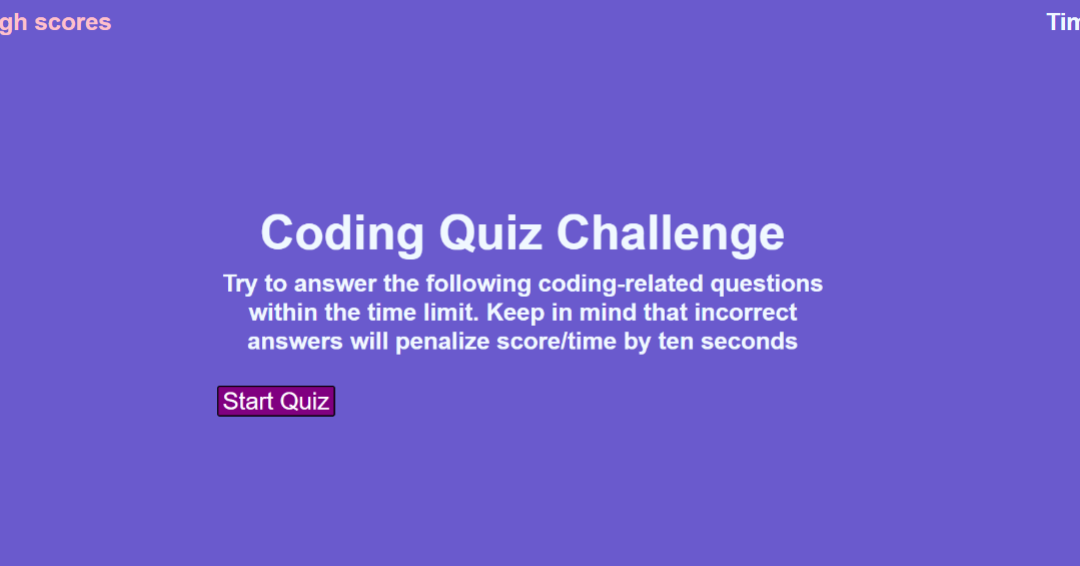 gh scores
Tim
Coding Quiz Challenge
Try to answer the following coding-related questions
within the time limit. Keep in mind that incorrect
answers will penalize score/time by ten seconds
Start Quiz